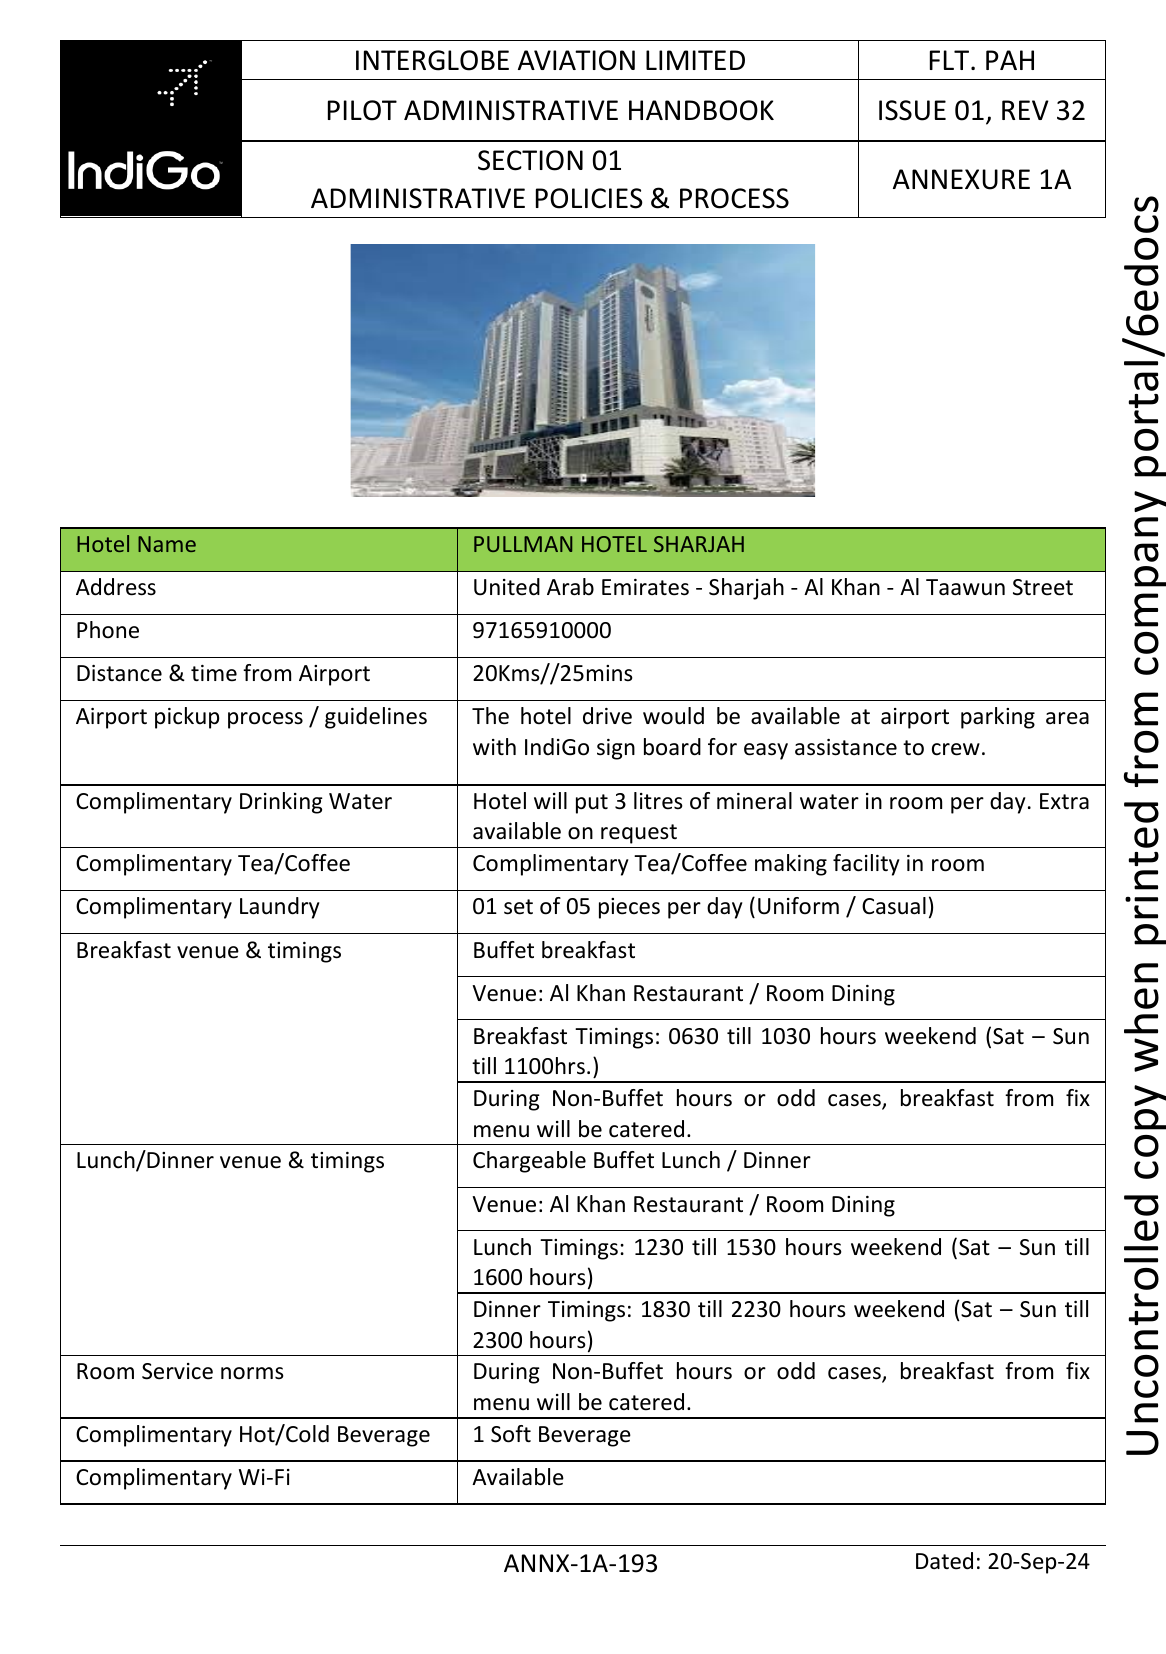 IndiGo
INTERGLOBE AVIATION LIMITED
FLT. PAH
PILOT ADMINISTRATIVE HANDBOOK
ISSUE 01, REV 32
SECTION 01
ADMINISTRATIVE POLICIES & PROCESS
ANNEXURE 1A
Hotel Name
PULLMAN HOTEL SHARJAH
Address
United Arab Emirates - Sharjah - Al Khan - Al Taawun Street
Phone
97165910000
Distance & time from Airport
20Kms//25mins
Airport pickup process / guidelines
The hotel drive would be available at airport parking area
with IndiGo sign board for easy assistance to crew.
Complimentary Drinking Water
Hotel will put 3 litres of mineral water in room per day. Extra
available on request
Complimentary Tea/Coffee
Complimentary Tea/Coffee making facility in room
Complimentary Laundry
01 set of 05 pieces per day (Uniform / Casual)
Breakfast venue & timings
Buffet breakfast
Venue: Al Khan Restaurant / Room Dining
Breakfast Timings: 0630 till 1030 hours weekend (Sat – Sun
till 1100hrs.)
During Non-Buffet hours or odd cases, breakfast from fix
menu will be catered.
Lunch/Dinner venue & timings
Chargeable Buffet Lunch / Dinner
Venue: Al Khan Restaurant / Room Dining
Lunch Timings: 1230 till 1530 hours weekend (Sat – Sun till
1600 hours)
Dinner Timings: 1830 till 2230 hours weekend (Sat – Sun till
2300 hours)
Room Service norms
During Non-Buffet hours or odd cases, breakfast from fix
menu will be catered.
Complimentary Hot/Cold Beverage
1 Soft Beverage
Complimentary Wi-Fi
Available
ANNX-1A-193
Dated: 20-Sep-24
Uncontrolled copy when printed from company portal/6edocs